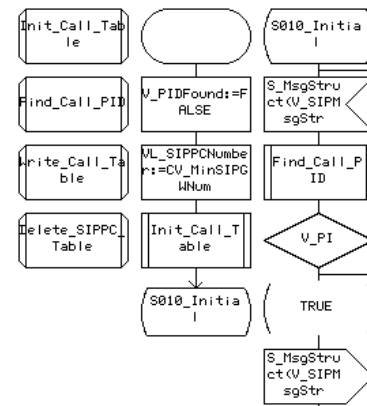 Init_Call_Tab
le
Find_Call_PID
Write_Call_Ta
ble
Delete_SIPPC_
Table
V_PIDFound:=F
ALSE
VL_SIPPCNumbe
r:=CV_MinSIPG
WNum
Init_Call_T
able
S010_Initia
l
S010_Initia
l
S_MsgStru
ct(V_SIPM
sgStr
Find_Call_P
ID
V_PI
TRUE
S_MsgStru
ct(V_SIPM
sgStr